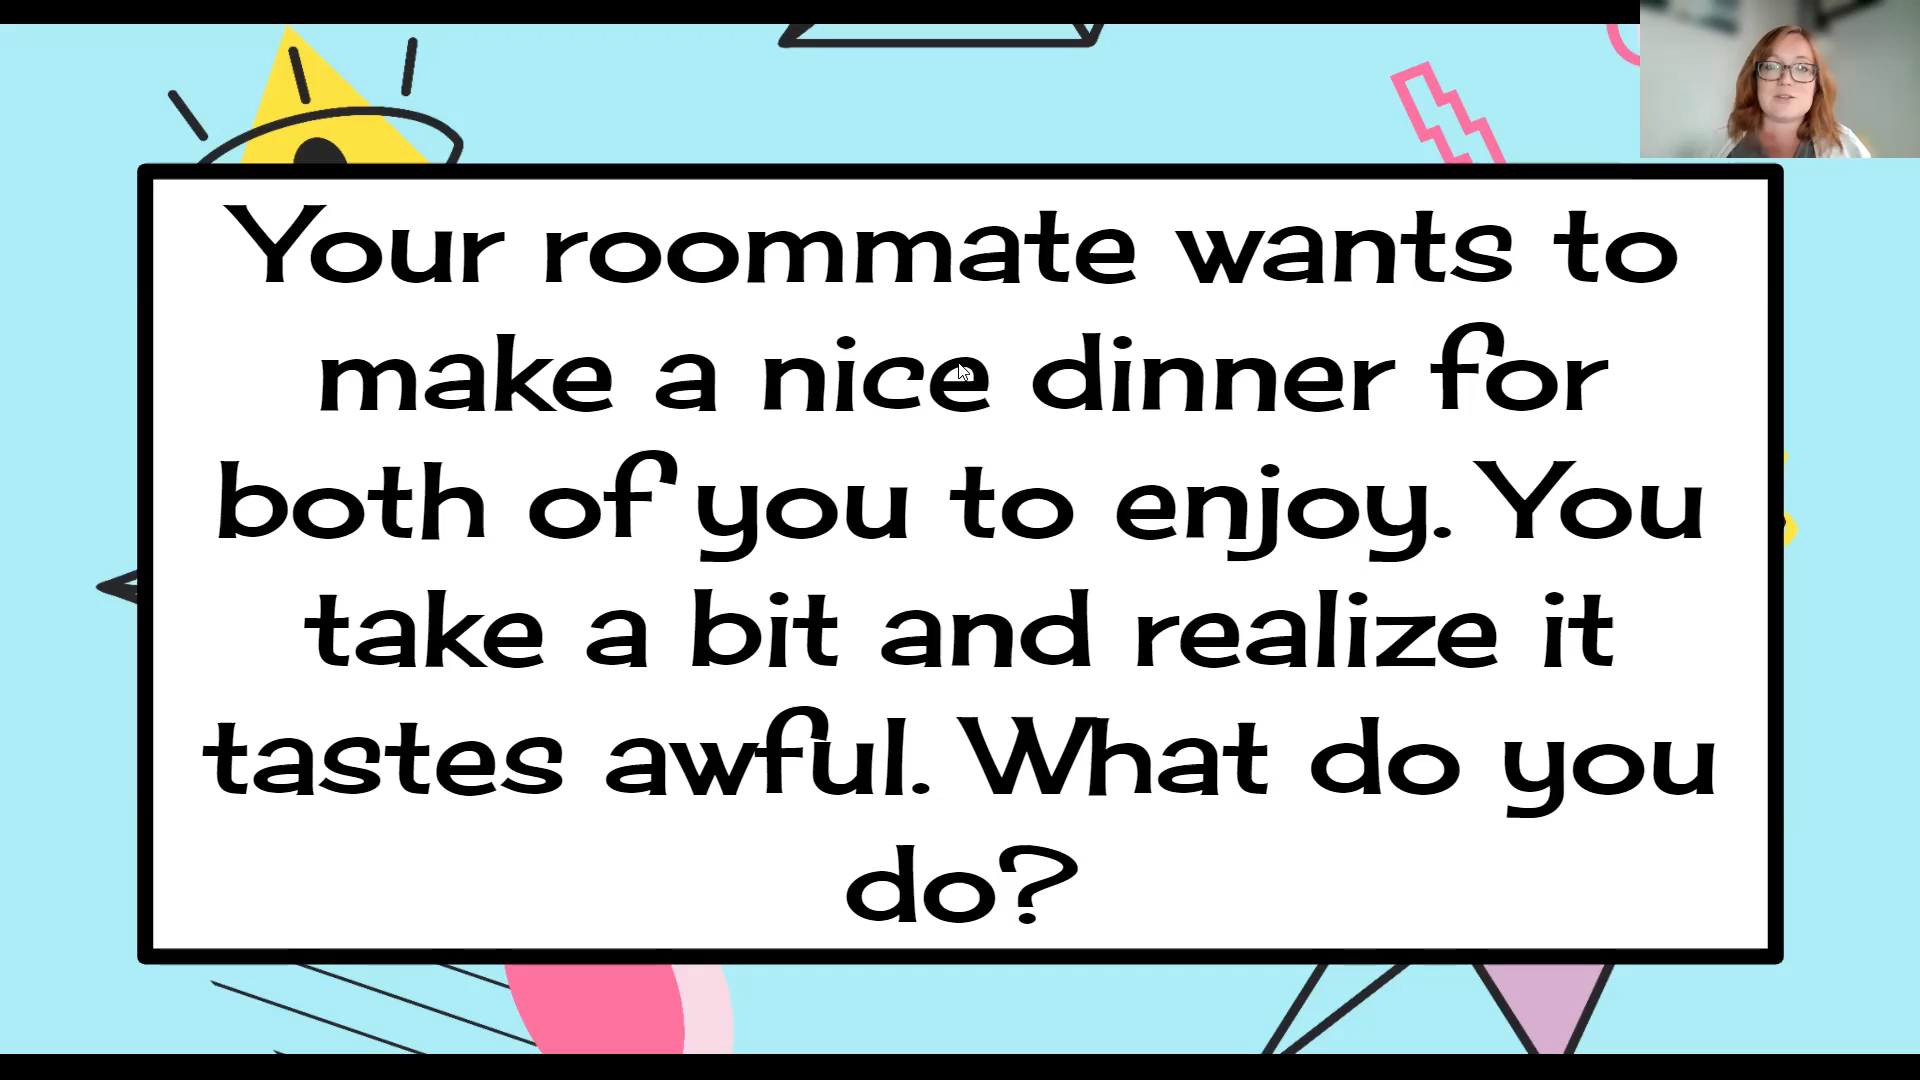 Your roommate wants to
make a nice dinner for
both of you to enjoy. You
take a bit and realize it
tastes awful. What do you
do?